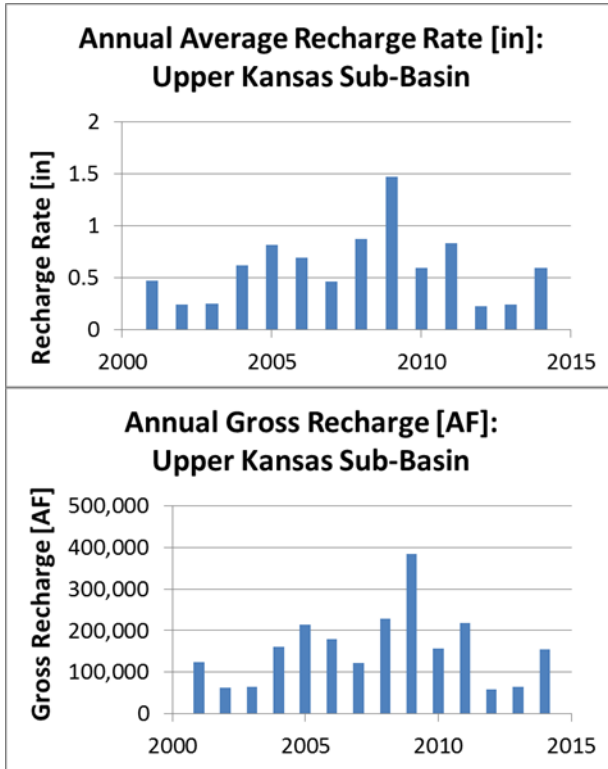 Annual Average Recharge Rate [in]:
Upper Kansas Sub-Basin
Recharge Rate [in]
2
1.5
1
0.5
0
2000 2005 2010 2015
Annual Gross Recharge [AF]:
Upper Kansas Sub-Basin
Gross Recharge [AF]
500,000
400,000
300,000
200,000
100,000
0
2000 2005 2010 2015